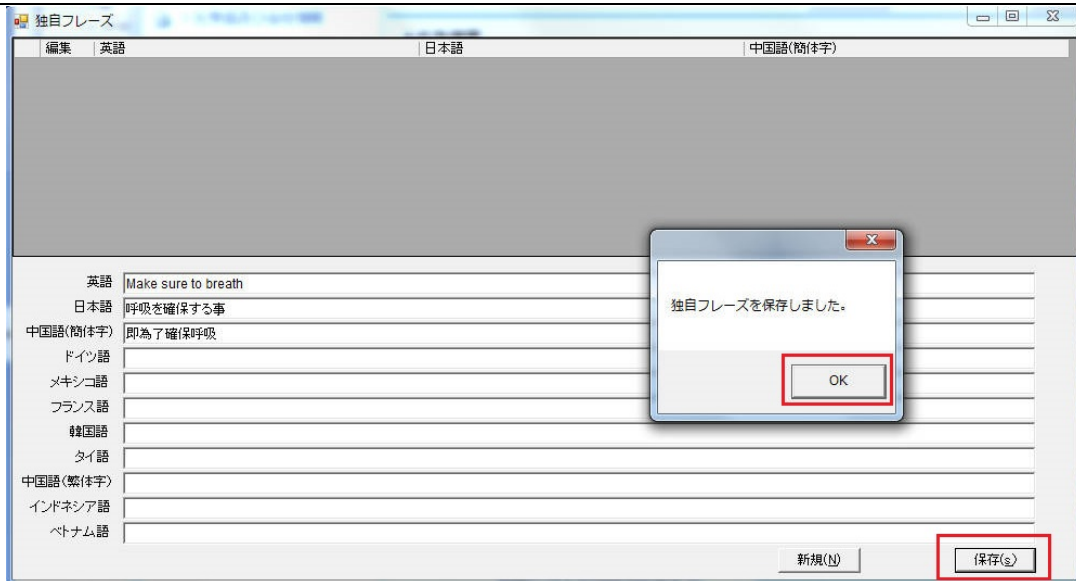 独自フレーズ
編集 英語 日本語 中国語(簡体字)
英語 Make sure to breath
日本語 呼吸を確保する事
中国語(簡体字) 即為了確保呼吸
ドイツ語
メキシコ語
フランス語
韓国語
タイ語
中国語(繁体字)
インドネシア語
ベトナム語
独自フレーズを保存しました。
OK
新規(N) 保存(s)